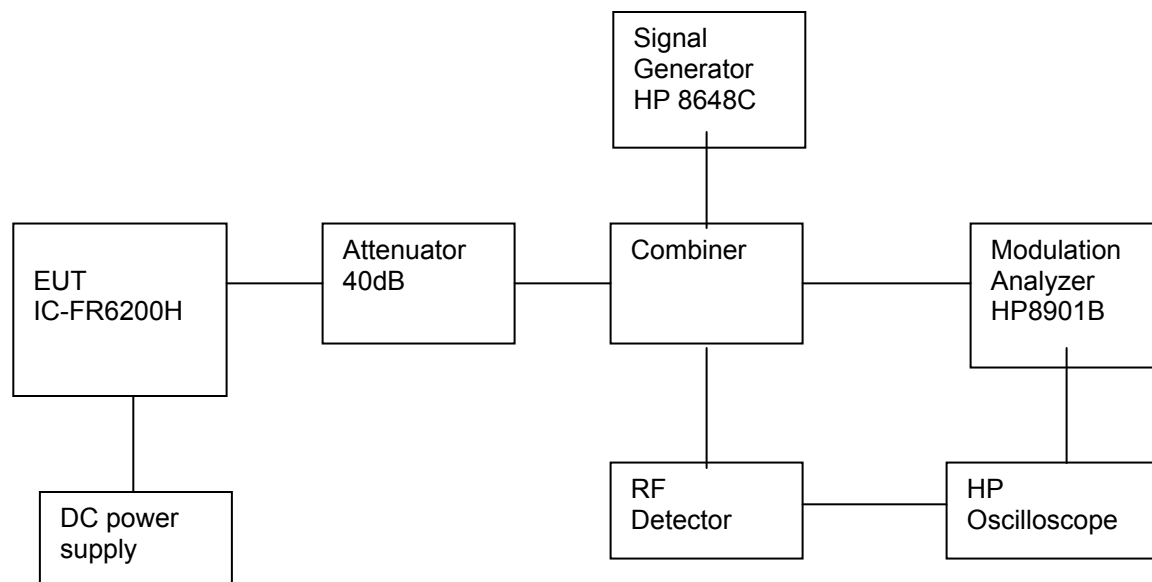 Signal
Generator
HP 8648C
EUT
IC-FR6200H
Attenuator
40dB
Combiner
Modulation
Analyzer
HP8901B
DC power
supply
RF
Detector
HP
Oscilloscope